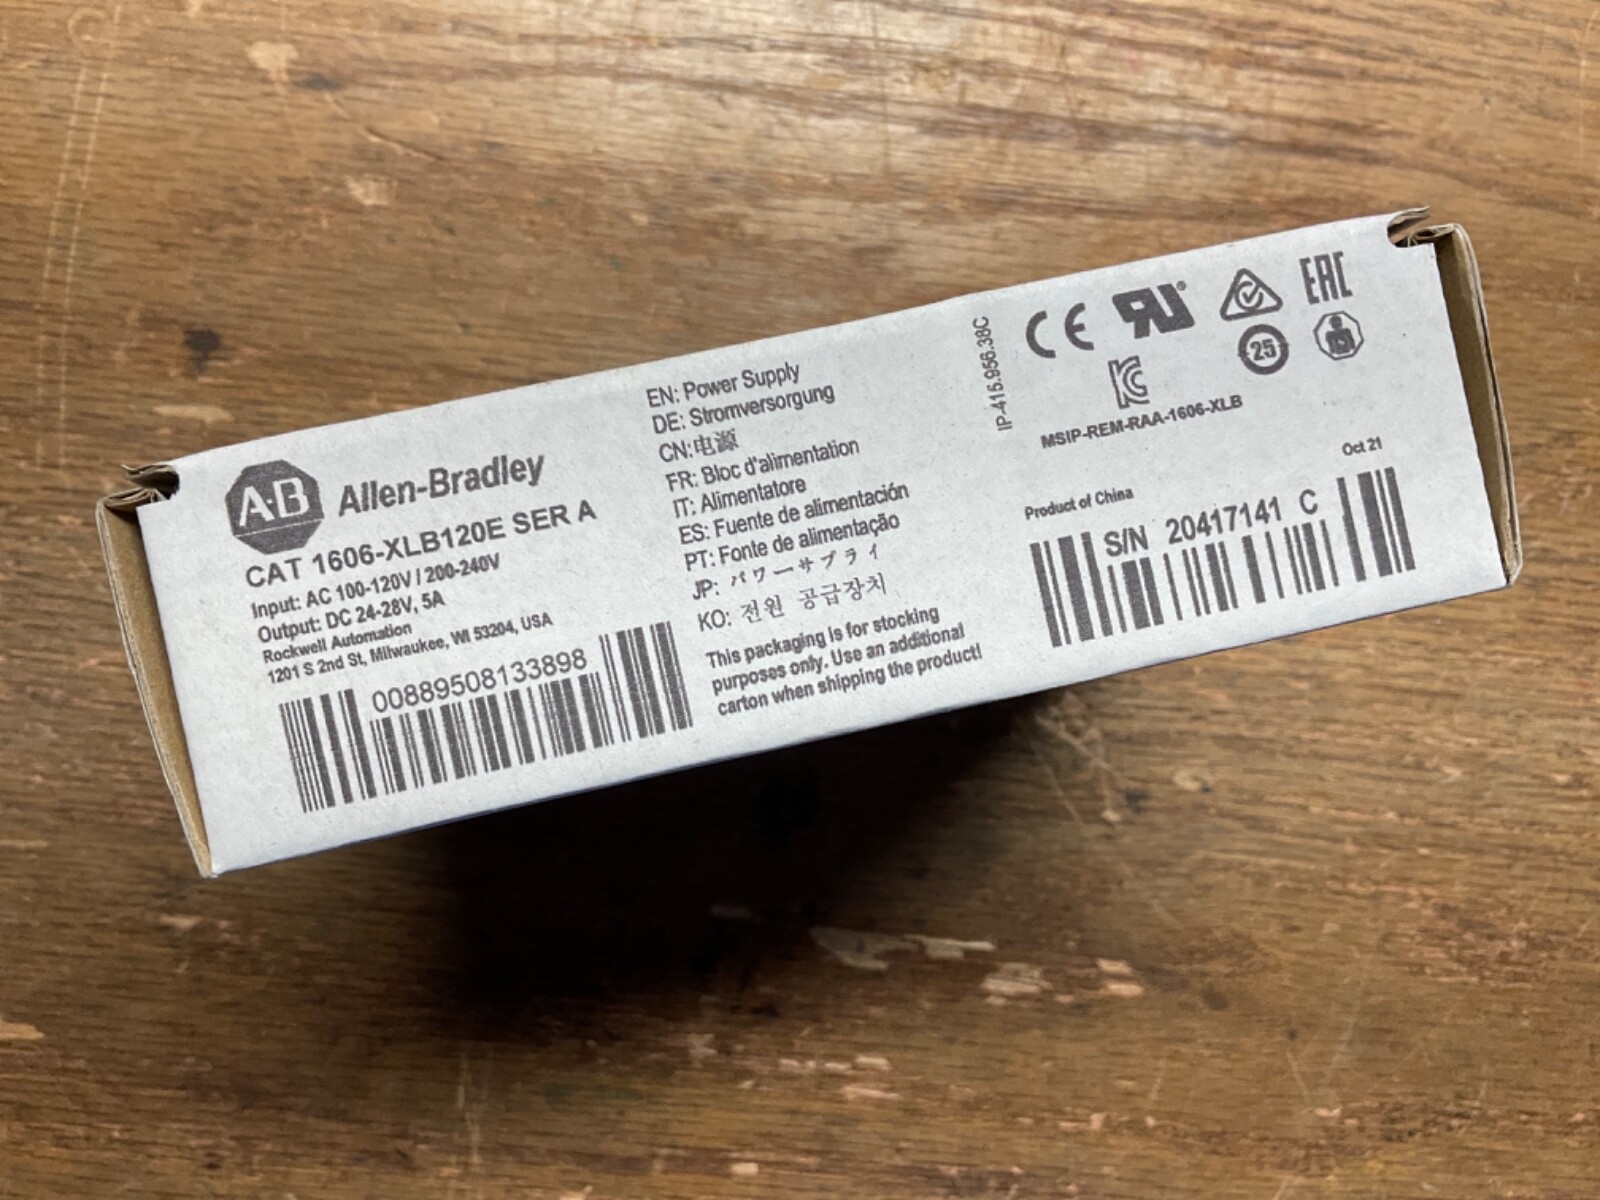 A·B Allen-Bradley
CAT 1606-XLB120E SER A
Input: AC 100-120V / 200-240V
Output: DC 24-28V, 5A
Rockwell Automation
1201 S 2nd St, Milwaukee, WI 53204, USA
00889508133898
EN: Power Supply
DE: Stromversorgung
CN:电源
FR: Bloc d'alimentation
IT: Alimentatore
ES: Fuente de alimentación
PT: Fonte de alimentação
JP: パワーサプライ
KO: 전원 공급장치
This packaging is for stocking
purposes only. Use an additional
carton when shipping the product!
IP-415.956.38C
CE RU ® EAC
25
KC
MSIP-REM-RAA-1606-XLB
Oct 21
Product of China
S/N 20417141 C